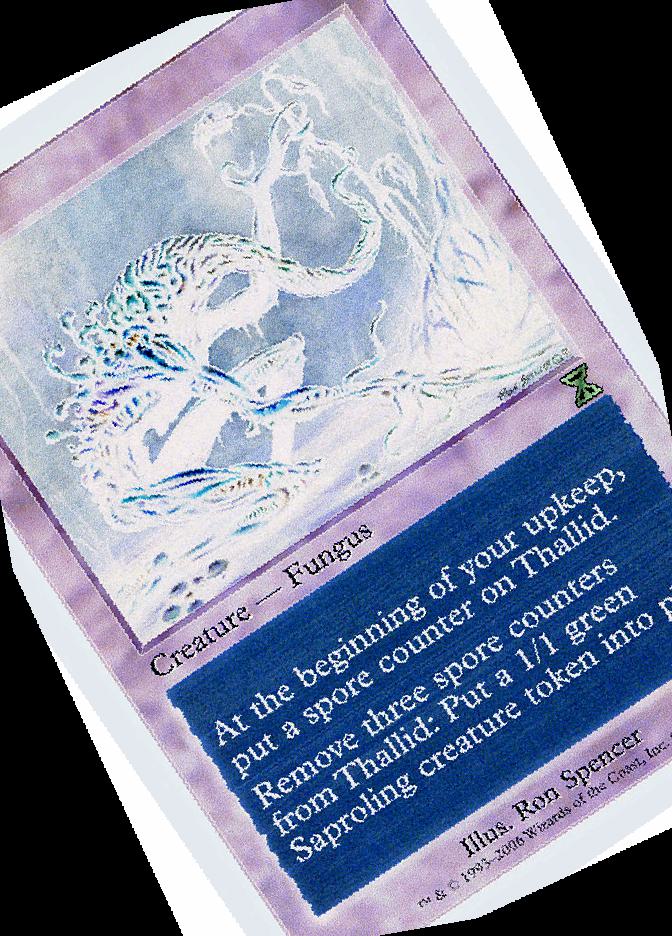 Creature — Fungus
At the beginning of your upkeep,
put a spore counter on Thallid.
Remove three spore counters
from Thallid: Put a 1/1 green
Saproling creature token into
Illus. Ron Spencer
™ & © 1993–2006 Wizards of the Coast, Inc.